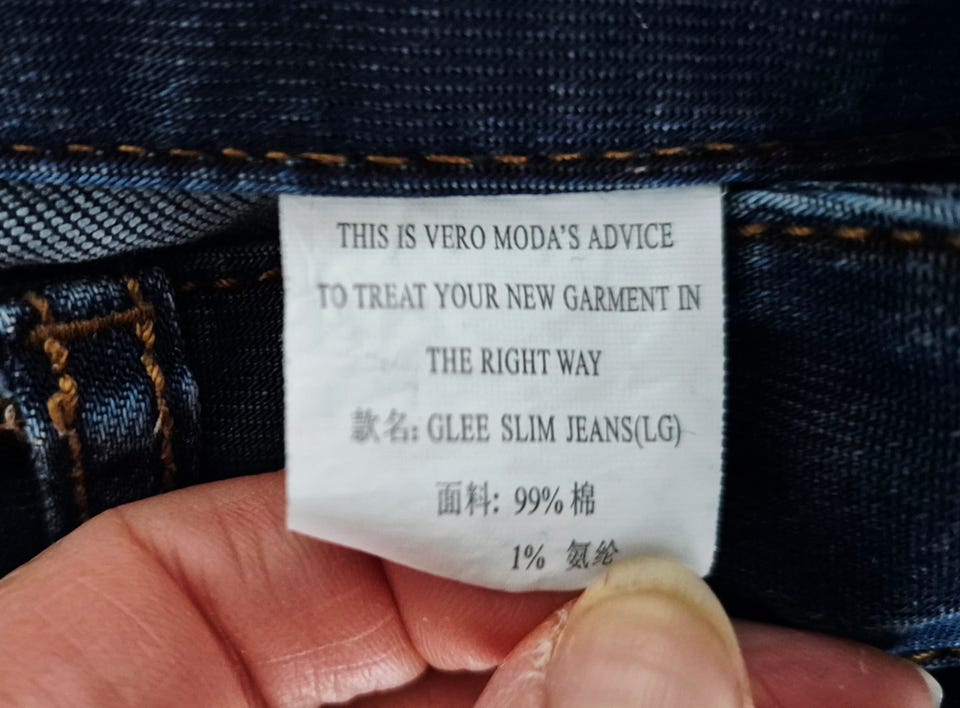 THIS IS VERO MODA'S ADVICE
TO TREAT YOUR NEW GARMENT IN
THE RIGHT WAY
款名: GLEE SLIM JEANS(LG)
面料: 99% 棉
1% 氨纶